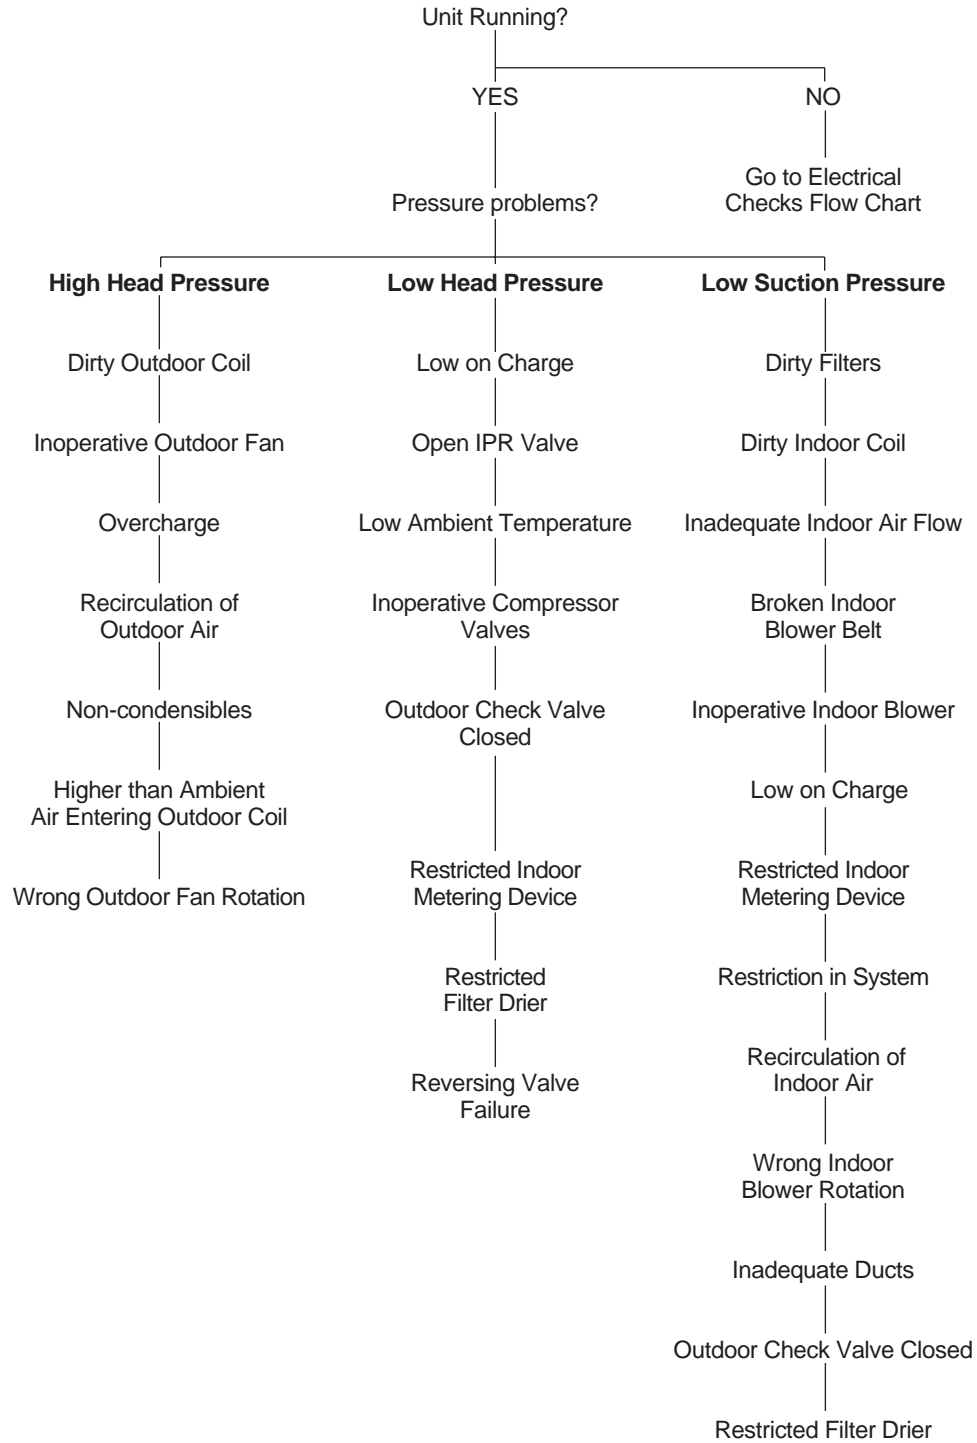 Unit Running?
YES
NO
Go to Electrical
Checks Flow Chart
Pressure problems?
High Head Pressure
Low Head Pressure
Low Suction Pressure
Dirty Outdoor Coil
Low on Charge
Dirty Filters
Inoperative Outdoor Fan
Open IPR Valve
Dirty Indoor Coil
Overcharge
Low Ambient Temperature
Inadequate Indoor Air Flow
Recirculation of
Outdoor Air
Inoperative Compressor
Valves
Broken Indoor
Blower Belt
Non-condensibles
Outdoor Check Valve
Closed
Inoperative Indoor Blower
Higher than Ambient
Air Entering Outdoor Coil
Low on Charge
Wrong Outdoor Fan Rotation
Restricted Indoor
Metering Device
Restricted Indoor
Metering Device
Restricted
Filter Drier
Restriction in System
Reversing Valve
Failure
Recirculation of
Indoor Air
Wrong Indoor
Blower Rotation
Inadequate Ducts
Outdoor Check Valve Closed
Restricted Filter Drier